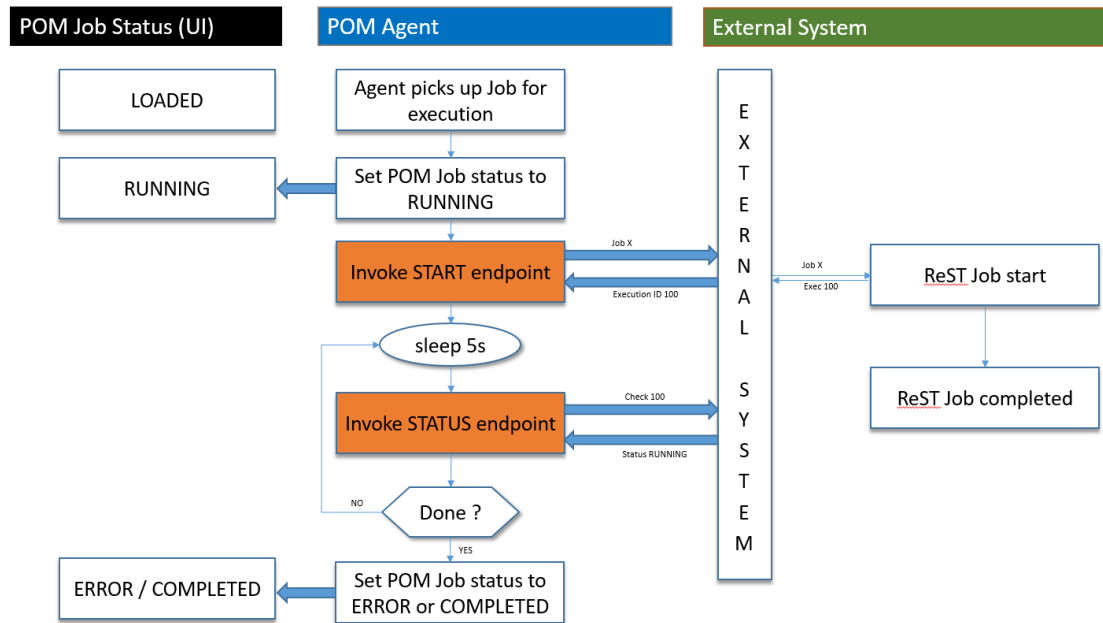 POM Job Status (UI)
POM Agent
External System
LOADED
Agent picks up Job for
execution
RUNNING
Set POM Job status to
RUNNING
Invoke START endpoint
Job X
Execution ID 100
E
X
T
E
R
N
A
L
S
Y
S
T
E
M
Job X
Exec 100
ReST Job start
sleep 5s
Invoke STATUS endpoint
Check 100
Status RUNNING
ReST Job completed
NO
Done ?
YES
ERROR / COMPLETED
Set POM Job status to
ERROR or COMPLETED